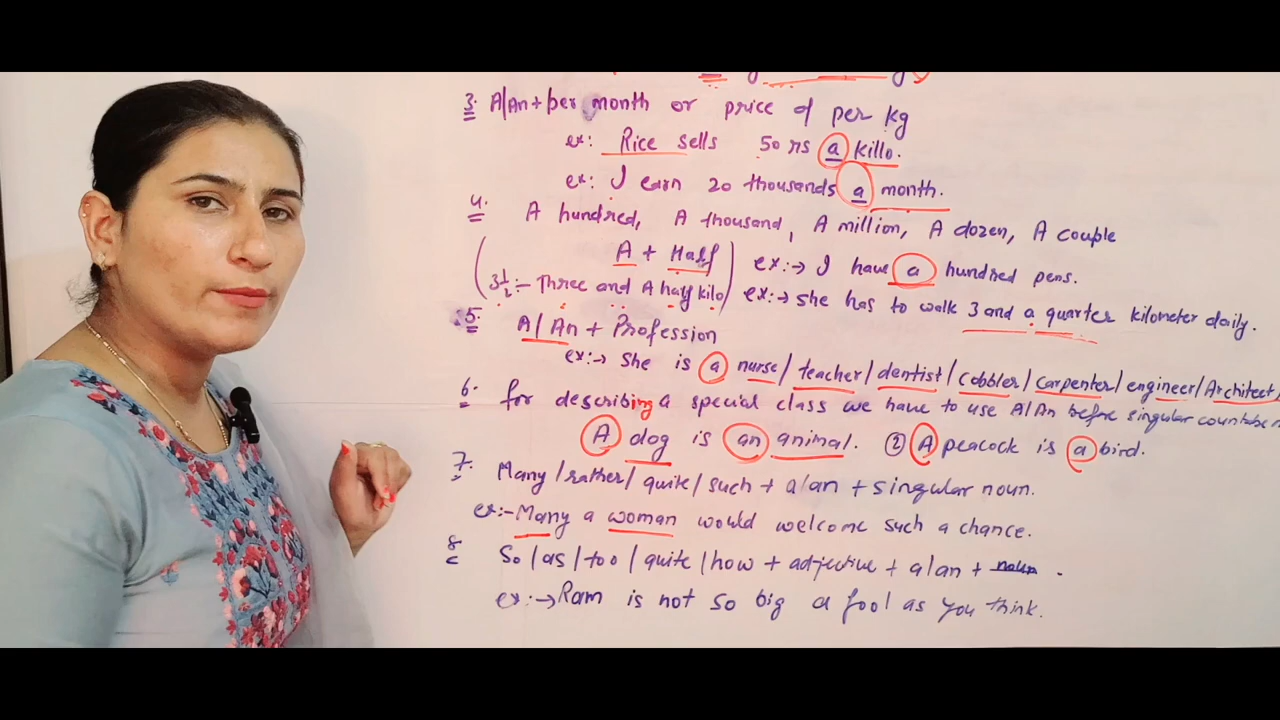 3. A/An + per month or price of per kg
ex: Rice sells 50 rs a killo.
ex: I earn 20 thousands a month.
4. A hundred, A thousand, A million, A dozen, A couple
(A + Half) ex:→ I have a hundred pens.
3½:- Three and A half kilo) ex:→ She has to walk 3 and a quarter kilometer daily.
5. A/An + Profession
ex:→ She is a nurse/teacher/dentist/Cobbler/Carpenter/engineer/Architect
6. for describing a special class we have to use A/An before singular
A dog is an animal. ② A peacock is a bird.
7. Many/rather/quite/such + a/an + singular noun.
ex:- Many a woman would welcome such a chance.
8 So/as/too/quite/how + adjective + a/an + noun.
ex:→ Ram is not so big a fool as you think.